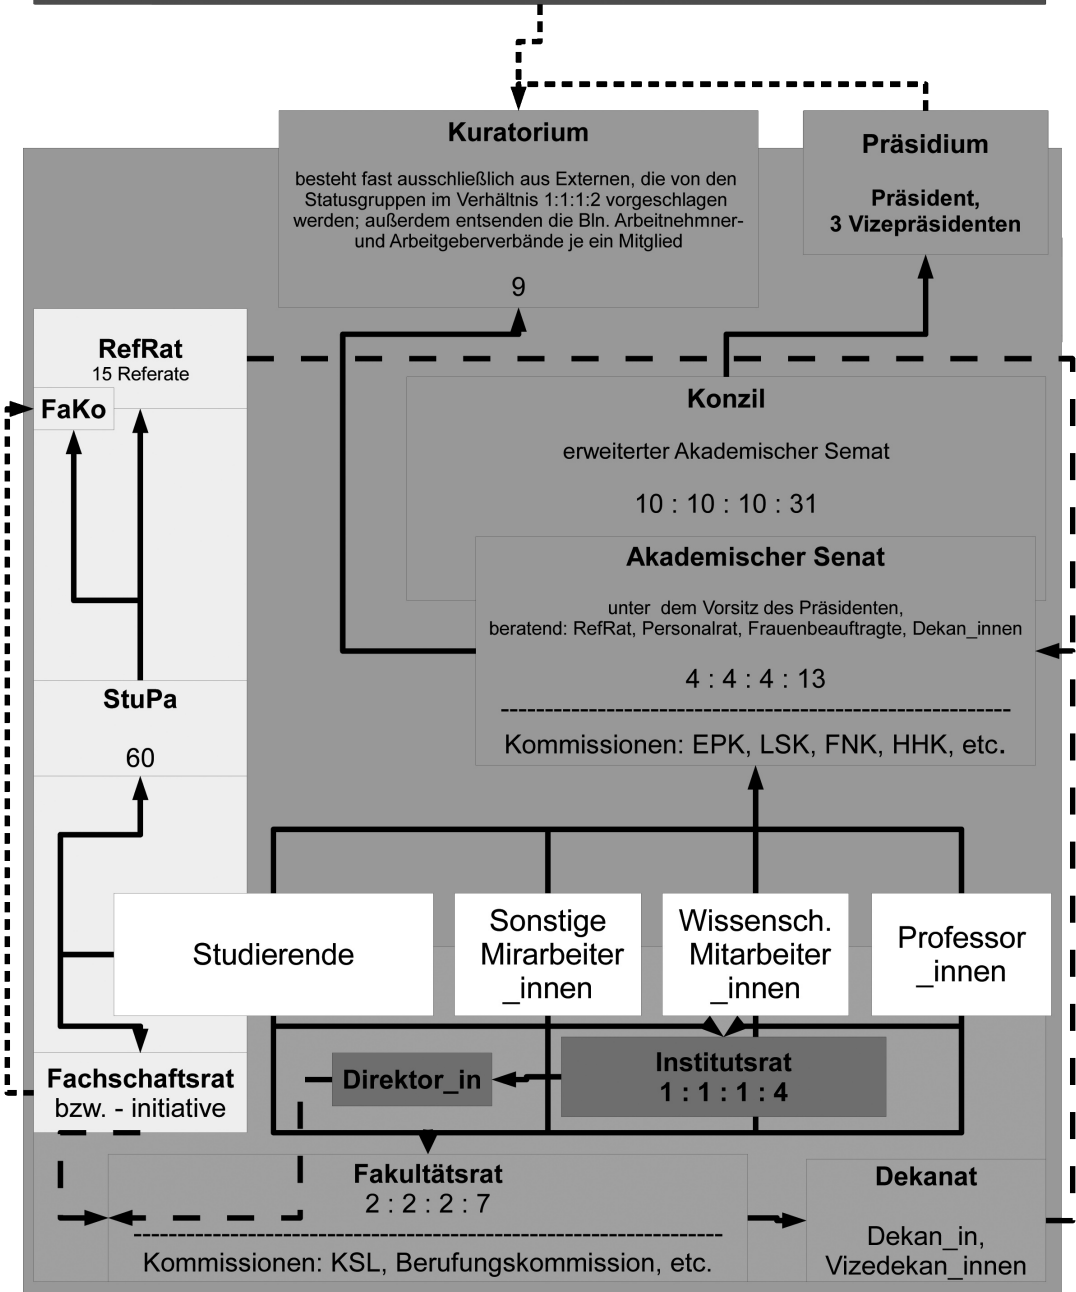 Kuratorium
besteht fast ausschließlich aus Externen, die von den
Statusgruppen im Verhältnis 1:1:1:2 vorgeschlagen
werden; außerdem entsenden die Bln. Arbeitnehmner-
und Arbeitgeberverbände je ein Mitglied
9
Präsidium
Präsident,
3 Vizepräsidenten
RefRat
15 Referate
FaKo
Konzil
erweiterter Akademischer Semat
10 : 10 : 10 : 31
Akademischer Senat
unter dem Vorsitz des Präsidenten,
beratend: RefRat, Personalrat, Frauenbeauftragte, Dekan_innen
4 : 4 : 4 : 13
Kommissionen: EPK, LSK, FNK, HHK, etc.
StuPa
60
Studierende
Sonstige
Mirarbeiter
_innen
Wissensch.
Mitarbeiter
_innen
Professor
_innen
Fachschaftsrat
bzw. - initiative
Direktor_in
Institutsrat
1 : 1 : 1 : 4
Fakultätsrat
2 : 2 : 2 : 7
Kommissionen: KSL, Berufungskommission, etc.
Dekanat
Dekan_in,
Vizedekan_innen